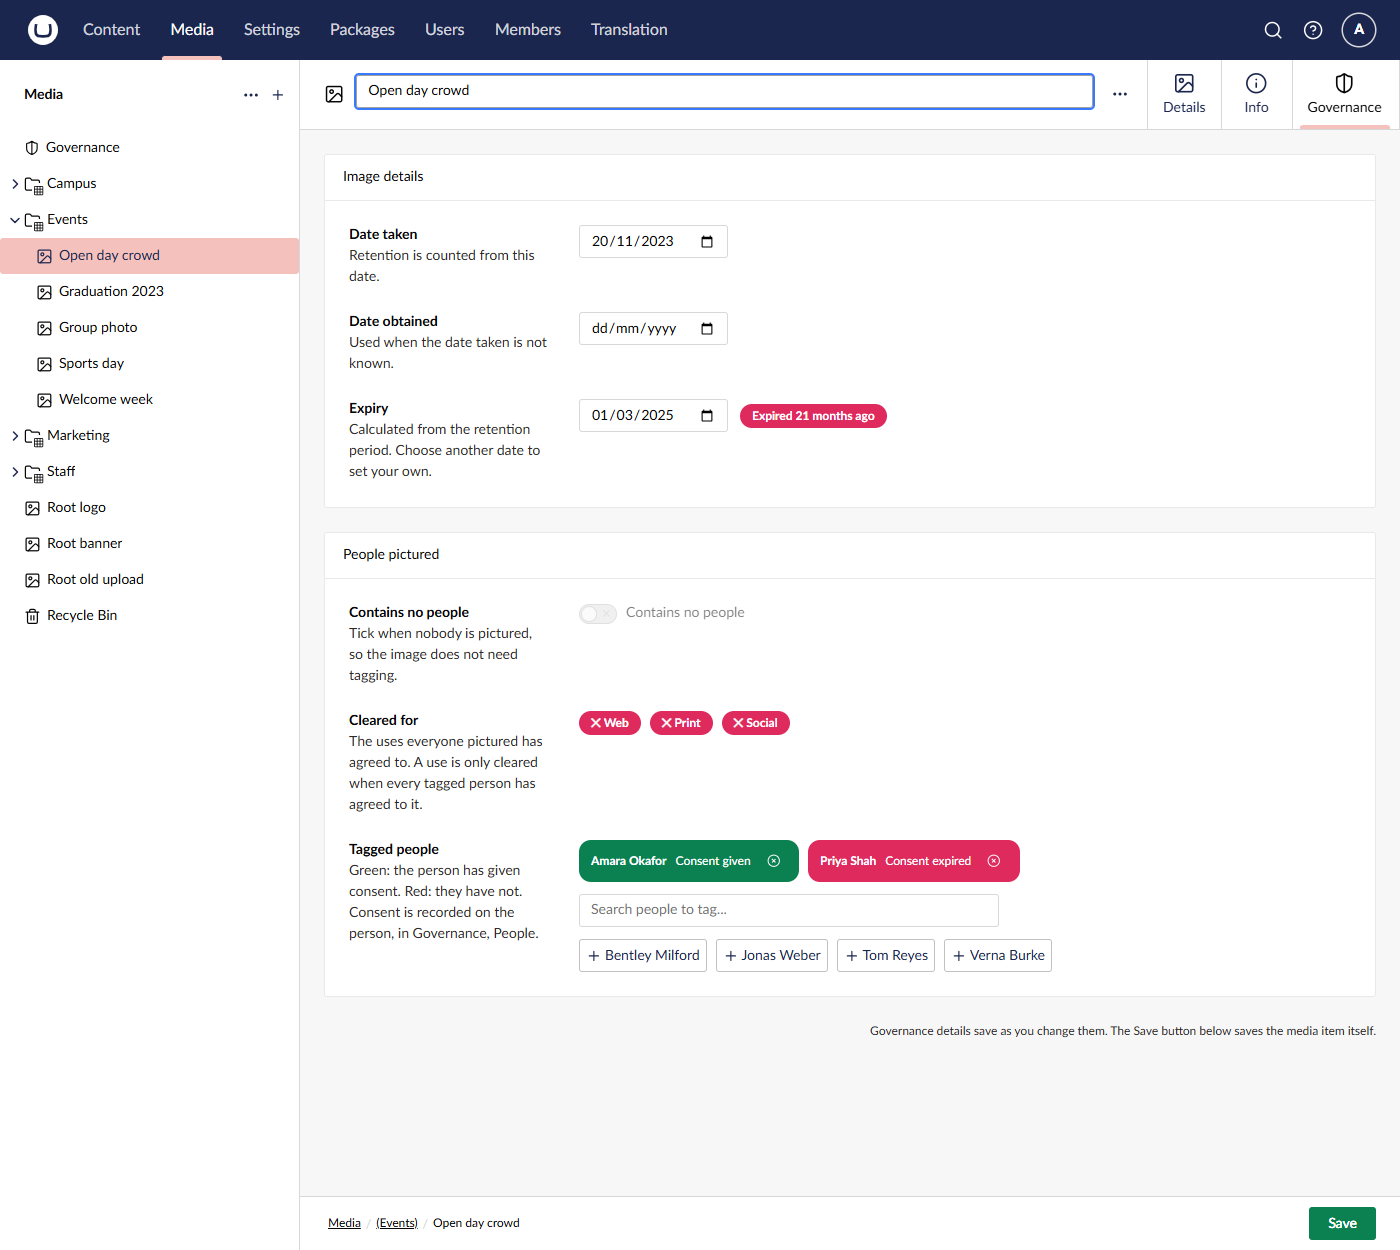 Content Media Settings Packages Users Members Translation
A
Media
Governance
Campus
Events
Open day crowd
Graduation 2023
Group photo
Sports day
Welcome week
Marketing
Staff
Root logo
Root banner
Root old upload
Recycle Bin
Open day crowd
Details Info Governance
Image details
Date taken
Retention is counted from this
date.
20/11/2023
Date obtained
Used when the date taken is not
known.
dd/mm/yyyy
Expiry
Calculated from the retention
period. Choose another date to
set your own.
01/03/2025 Expired 21 months ago
People pictured
Contains no people
Tick when nobody is pictured,
so the image does not need
tagging.
Contains no people
Cleared for
The uses everyone pictured has
agreed to. A use is only cleared
when every tagged person has
agreed to it.
Web Print Social
Tagged people
Green: the person has given
consent. Red: they have not.
Consent is recorded on the
person, in Governance, People.
Amara Okafor Consent given Priya Shah Consent expired
Search people to tag...
+ Bentley Milford + Jonas Weber + Tom Reyes + Verna Burke
Governance details save as you change them. The Save button below saves the media item itself.
Media / (Events) / Open day crowd
Save